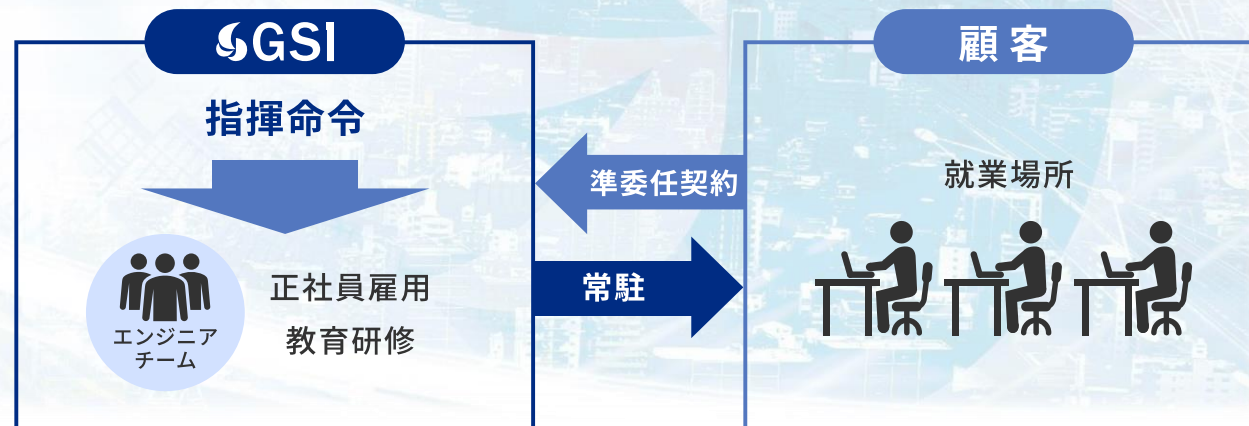 GSI
指揮命令
エンジニア
チーム
正社員雇用
教育研修
準委任契約
常駐
顧客
就業場所